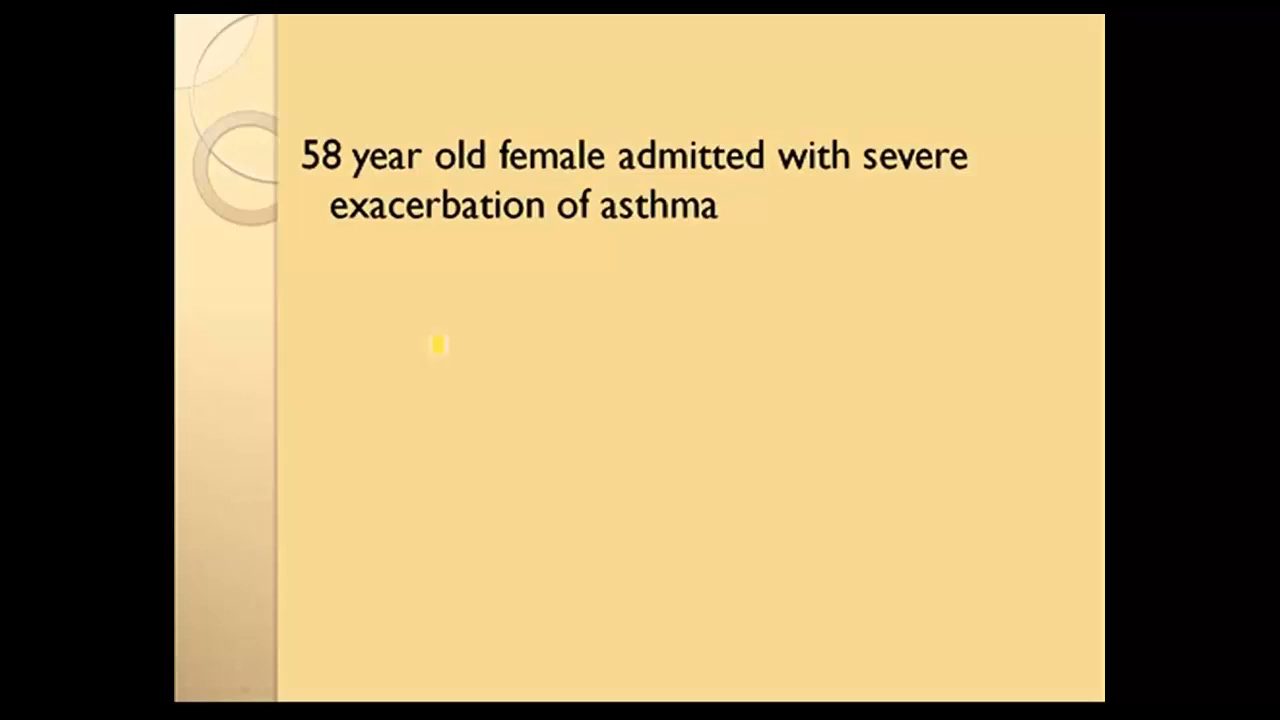 58 year old female admitted with severe
exacerbation of asthma